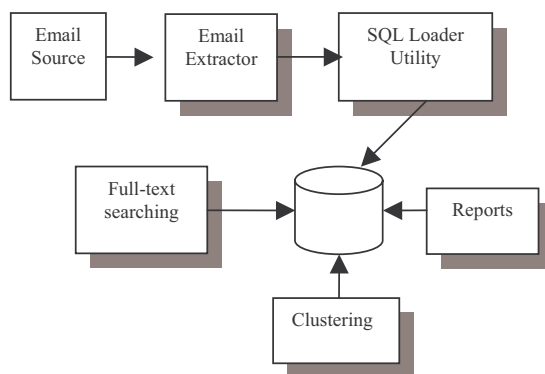 Email
Source
Email
Extractor
SQL Loader
Utility
Full-text
searching
Reports
Clustering